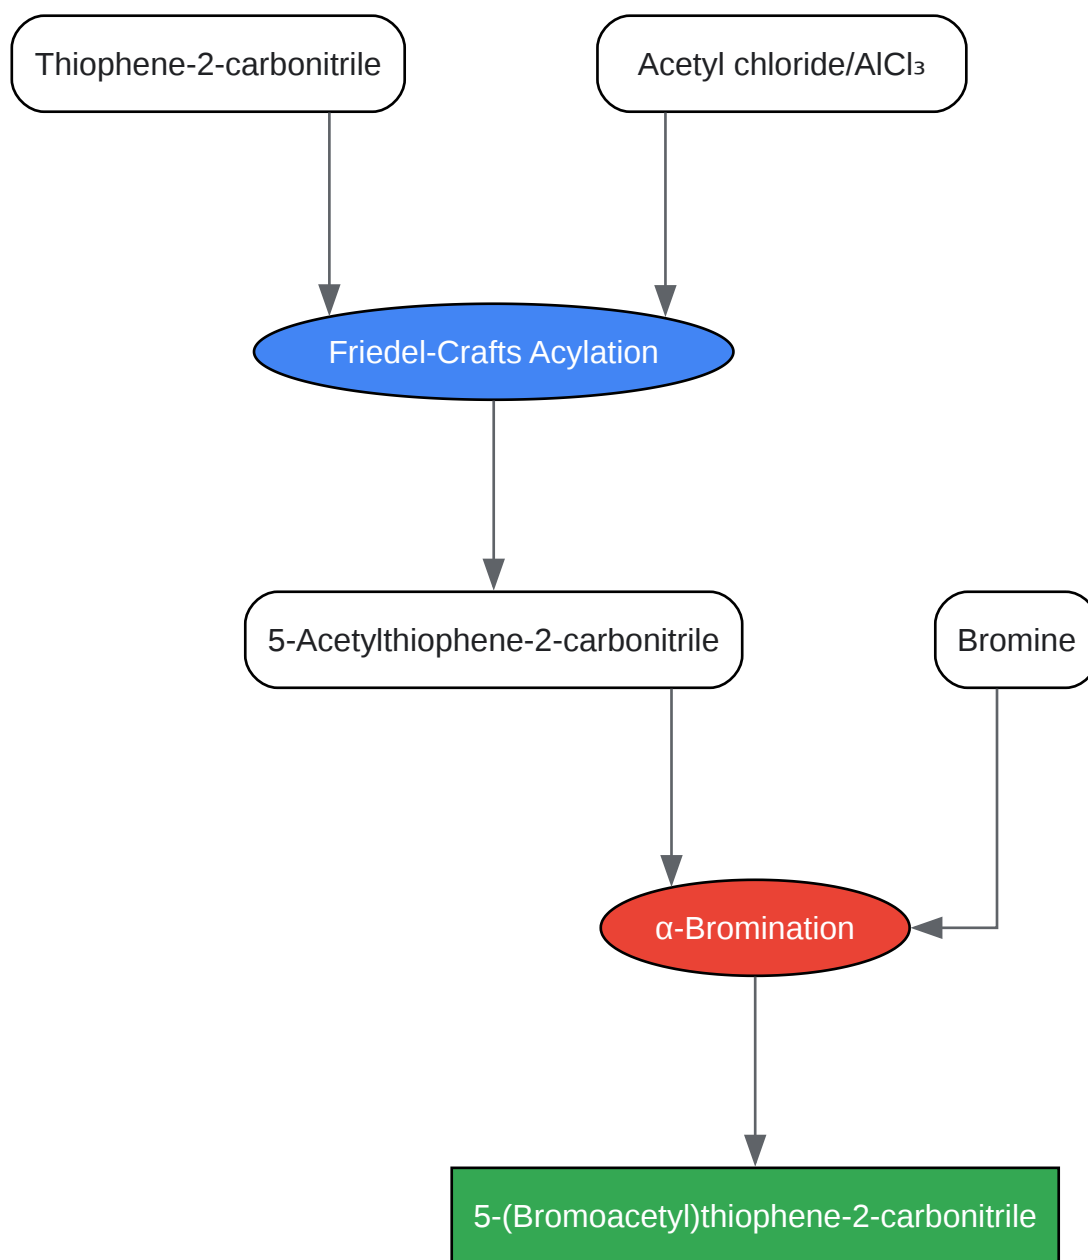 Thiophene-2-carbonitrile
Acetyl chloride/AlCl₃
Friedel-Crafts Acylation
5-Acetylthiophene-2-carbonitrile
Bromine
α-Bromination
5-(Bromoacetyl)thiophene-2-carbonitrile